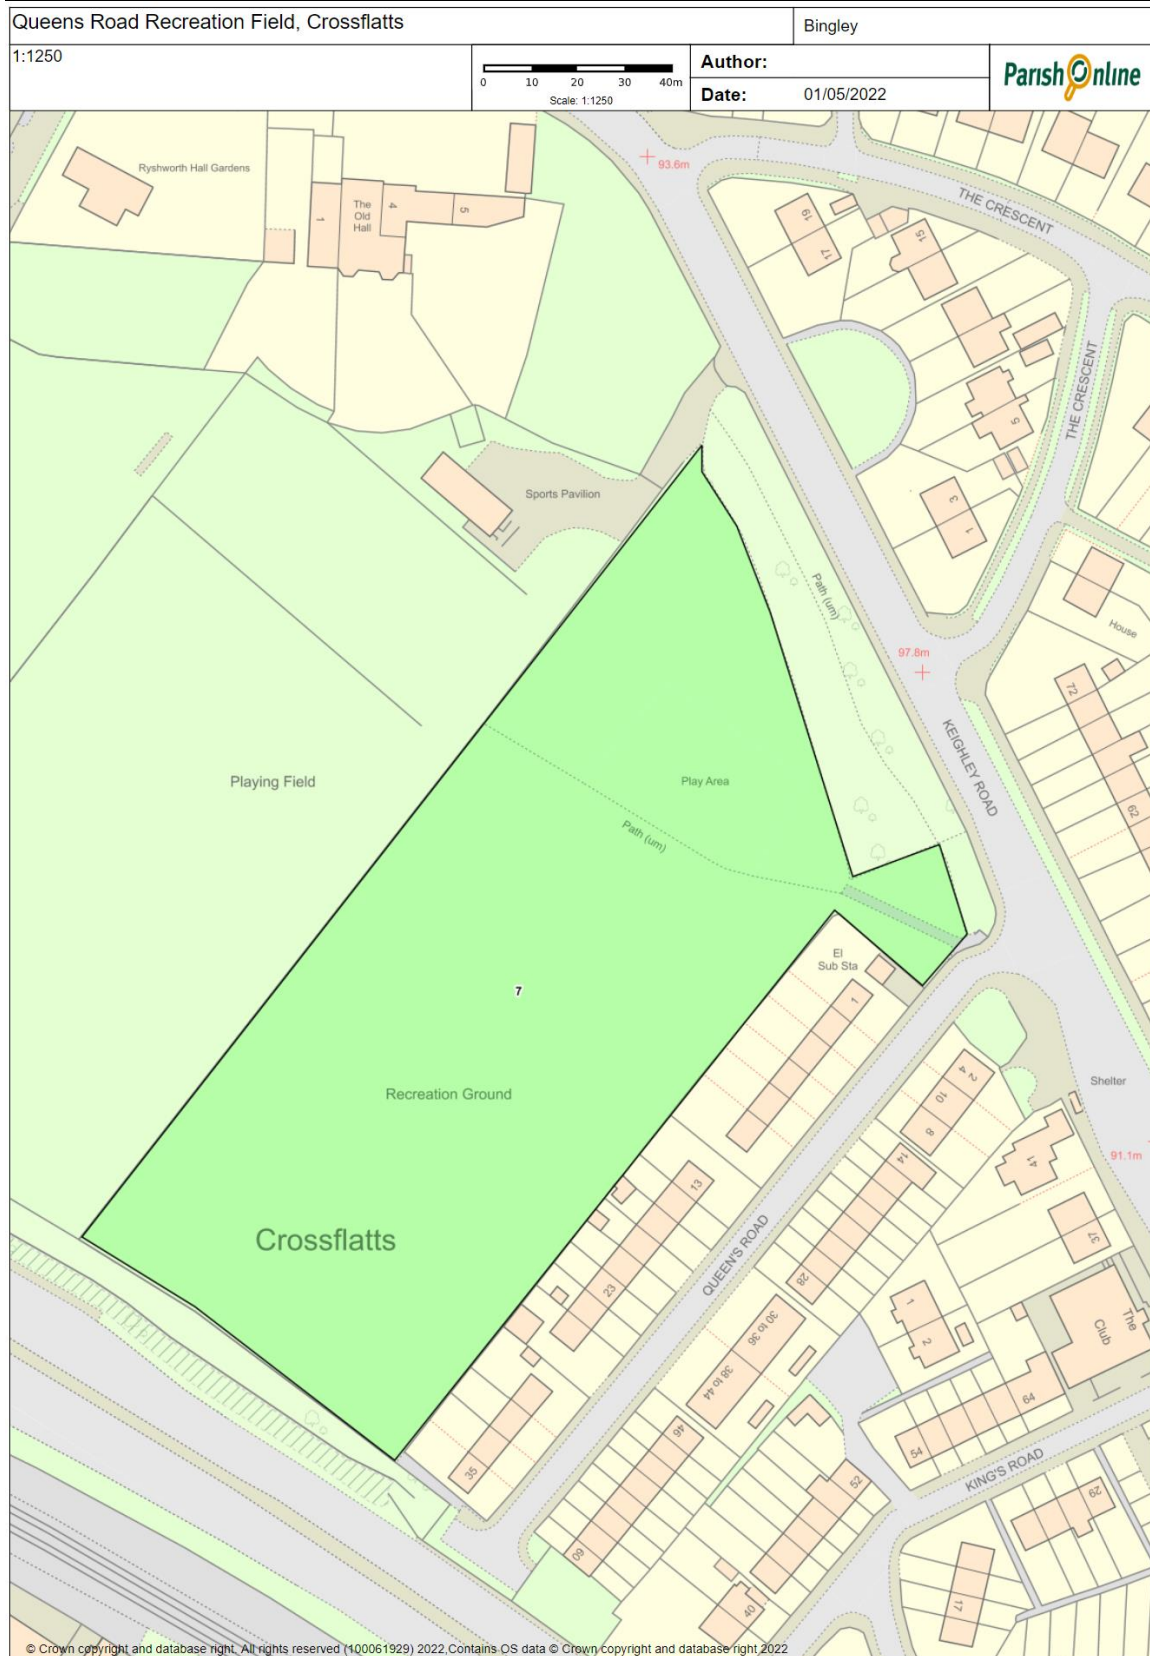 Queens Road Recreation Field, Crossflatts
Bingley
1:1250
0 10 20 30 40m
Scale: 1:1250
Author:
Date: 01/05/2022
Parish Online
93.6m
Ryshworth Hall Gardens
THE CRESCENT
1
The
Old
Hall
4
5
19
17
15
THE CRESCENT
5
Sports Pavilion
3
1
Path (um)
House
97.8m
72
KEIGHLEY ROAD
Playing Field
Play Area
62
Path (um)
El
Sub Sta
7
1
Recreation Ground
2
4
10
8
Shelter
41
91.1m
14
13
37
Crossflatts
QUEEN'S ROAD
28
23
1
2
The
Club
30 to 36
38 to 44
64
46
54
35
KING'S ROAD
52
29
60
40
17
© Crown copyright and database right. All rights reserved (100061929) 2022,Contains OS data © Crown copyright and database right 2022